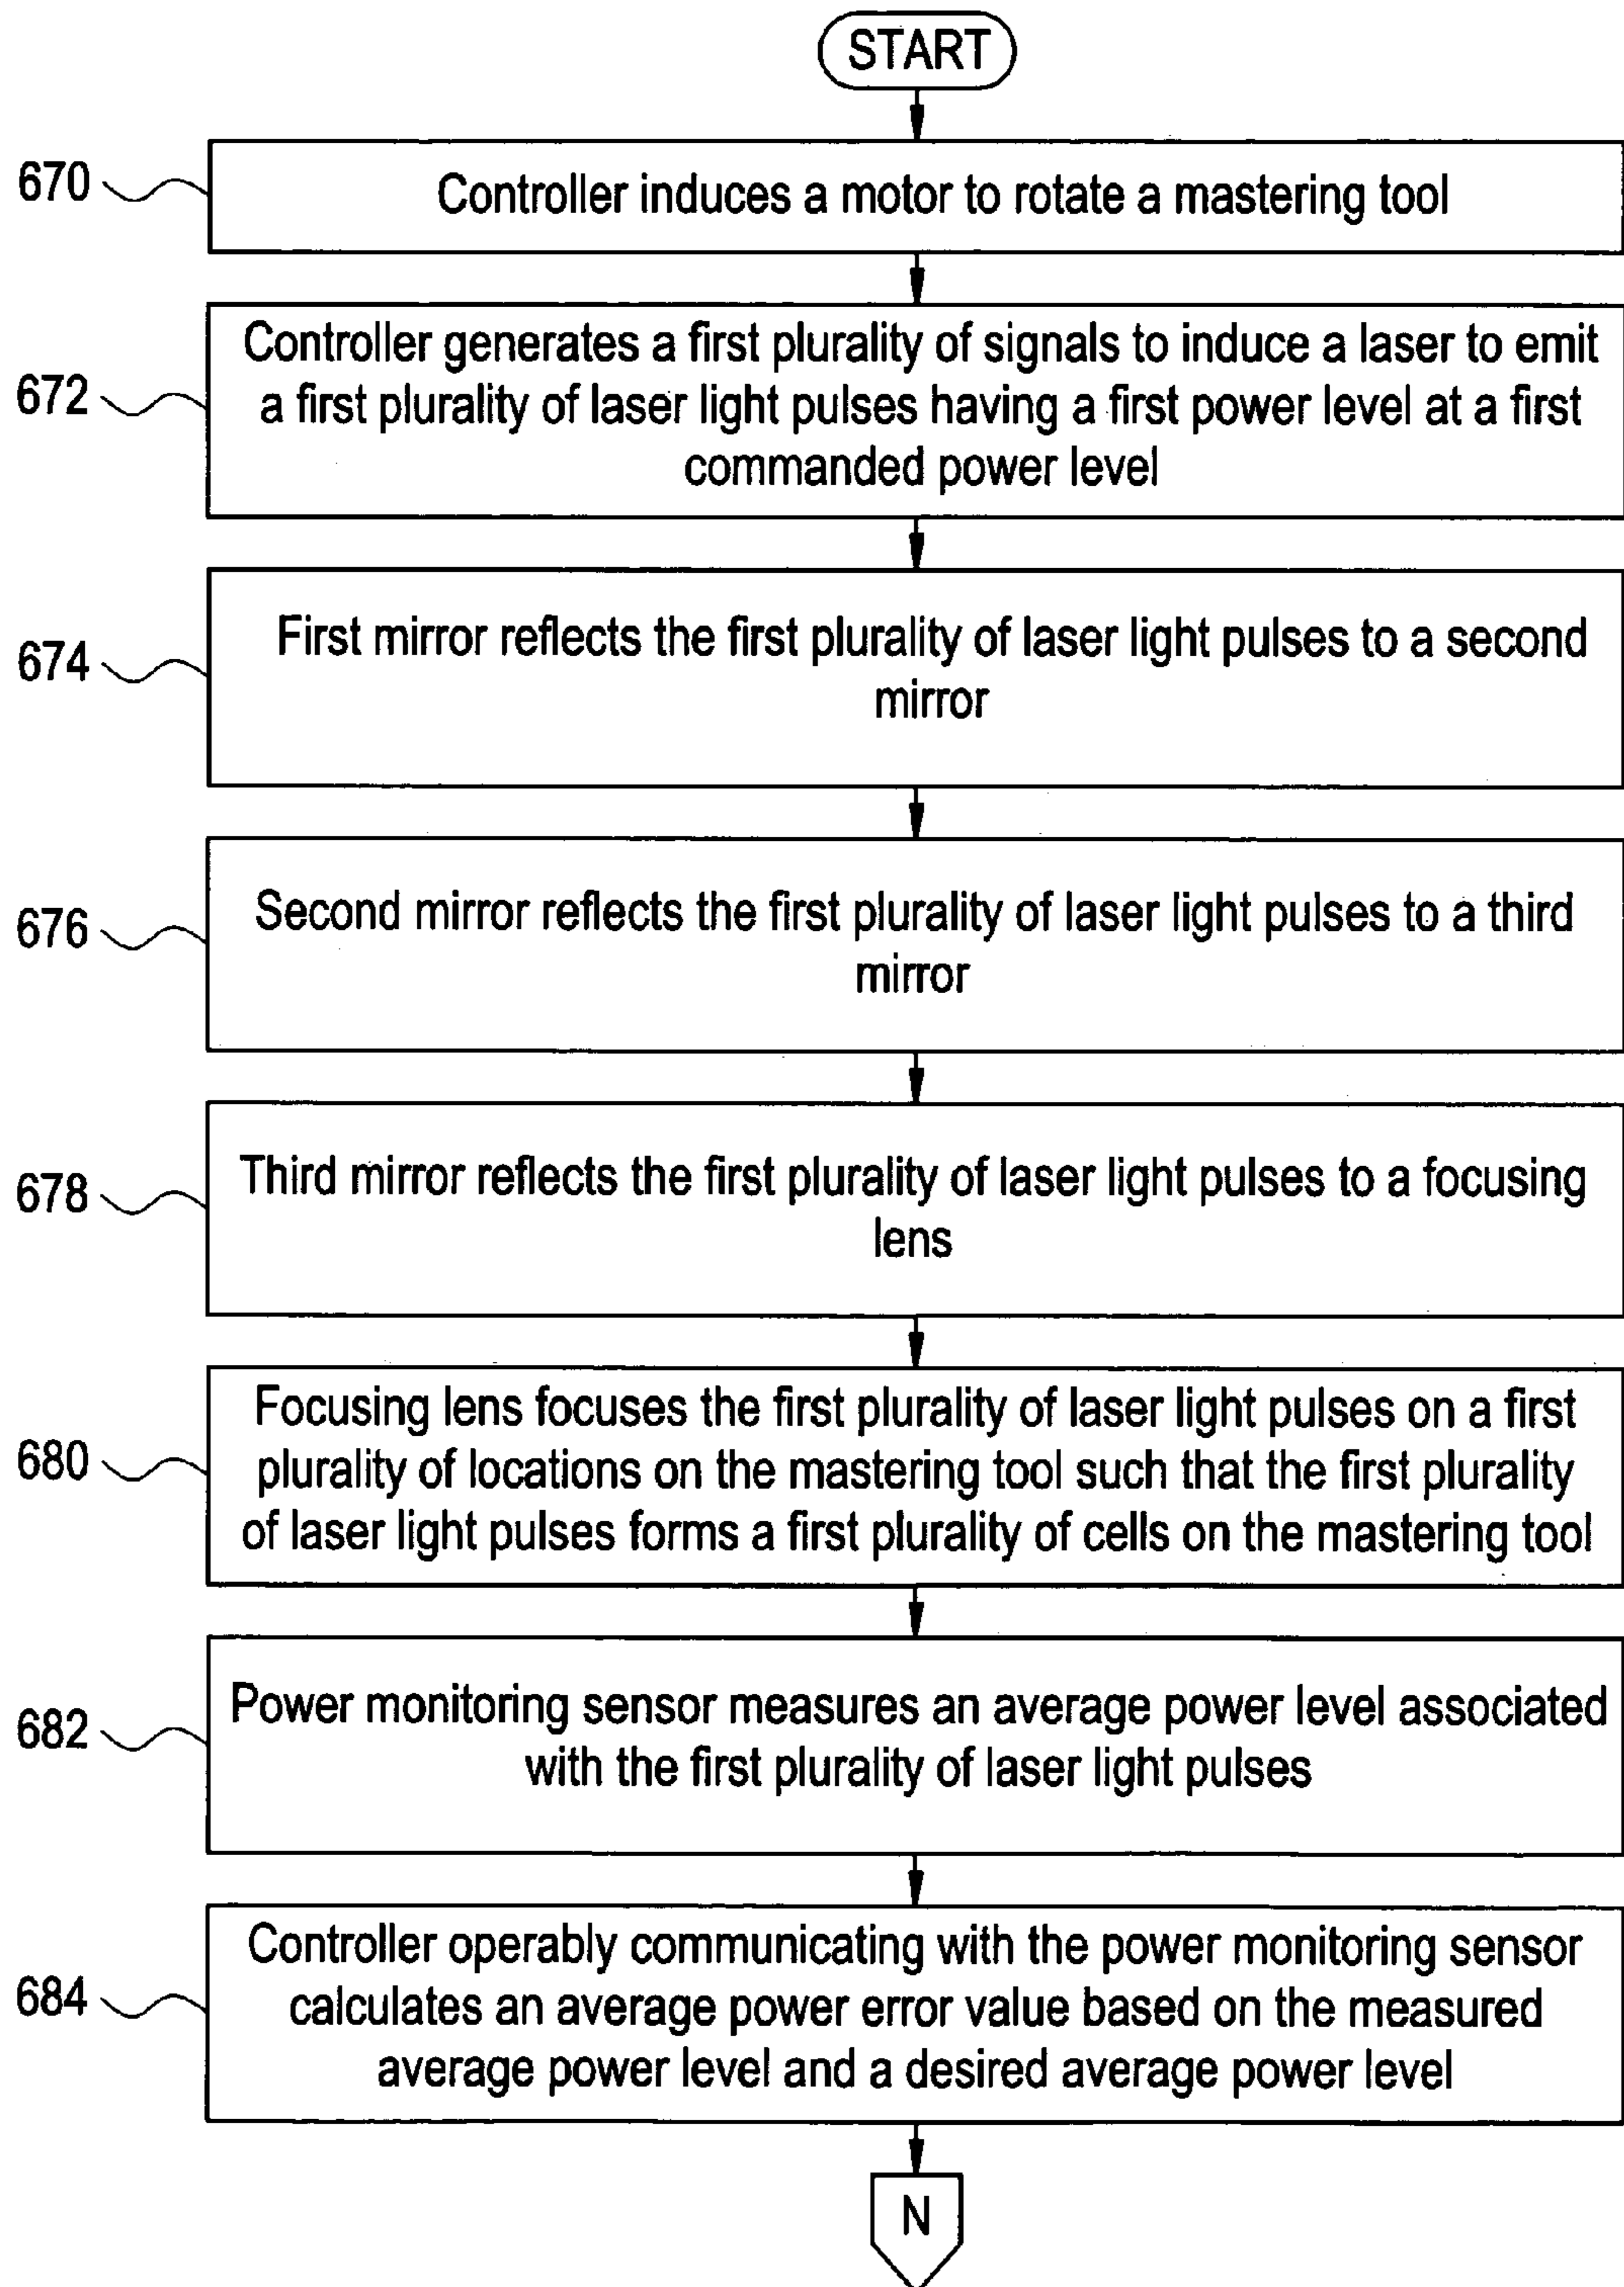 START
670
Controller induces a motor to rotate a mastering tool
672
Controller generates a first plurality of signals to induce a laser to emit
a first plurality of laser light pulses having a first power level at a first
commanded power level
674
First mirror reflects the first plurality of laser light pulses to a second
mirror
676
Second mirror reflects the first plurality of laser light pulses to a third
mirror
678
Third mirror reflects the first plurality of laser light pulses to a focusing
lens
680
Focusing lens focuses the first plurality of laser light pulses on a first
plurality of locations on the mastering tool such that the first plurality
of laser light pulses forms a first plurality of cells on the mastering tool
682
Power monitoring sensor measures an average power level associated
with the first plurality of laser light pulses
684
Controller operably communicating with the power monitoring sensor
calculates an average power error value based on the measured
average power level and a desired average power level
N